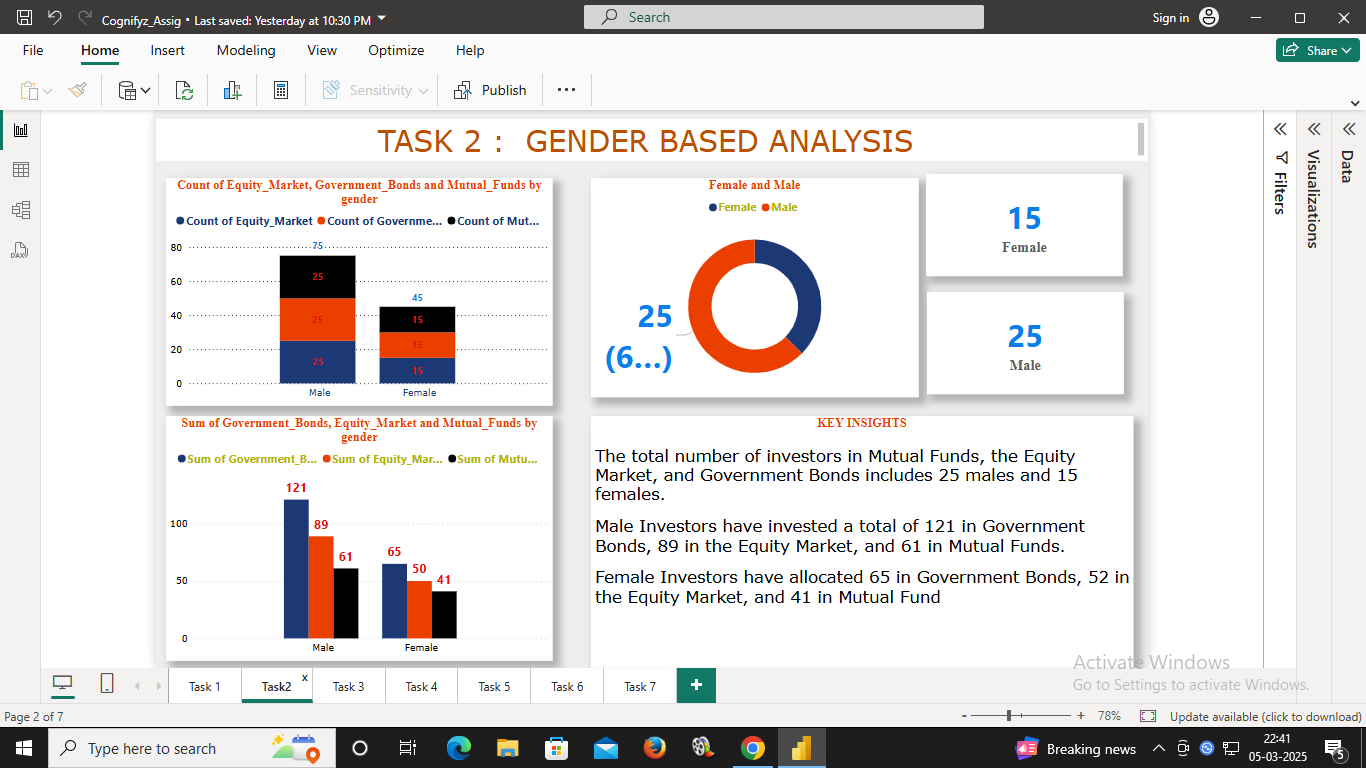 Cognifyz_Assig • Last saved: Yesterday at 10:30 PM
Search
Sign in
File Home Insert Modeling View Optimize Help
Share
Sensitivity
Publish
TASK 2 : GENDER BASED ANALYSIS
Count of Equity_Market, Government_Bonds and Mutual_Funds by
gender
Count of Equity_Market Count of Governme... Count of Mut...
80
60
40
20
0
75
25
25
25
45
15
15
15
Male Female
Female and Male
Female Male
25
(6...)
15
Female
25
Male
Sum of Government_Bonds, Equity_Market and Mutual_Funds by
gender
Sum of Government_B... Sum of Equity_Mar... Sum of Mutu...
100
50
0
121
89
61
65
50
41
Male Female
KEY INSIGHTS
The total number of investors in Mutual Funds, the Equity
Market, and Government Bonds includes 25 males and 15
females.
Male Investors have invested a total of 121 in Government
Bonds, 89 in the Equity Market, and 61 in Mutual Funds.
Female Investors have allocated 65 in Government Bonds, 52 in
the Equity Market, and 41 in Mutual Fund
Filters
Visualizations
Data
DAX
Activate Windows
Go to Settings to activate Windows.
Task 1 Task2 x Task 3 Task 4 Task 5 Task 6 Task 7 +
Page 2 of 7
- + 78%
Update available (click to download)
Type here to search
Breaking news
22:41
05-03-2025
5